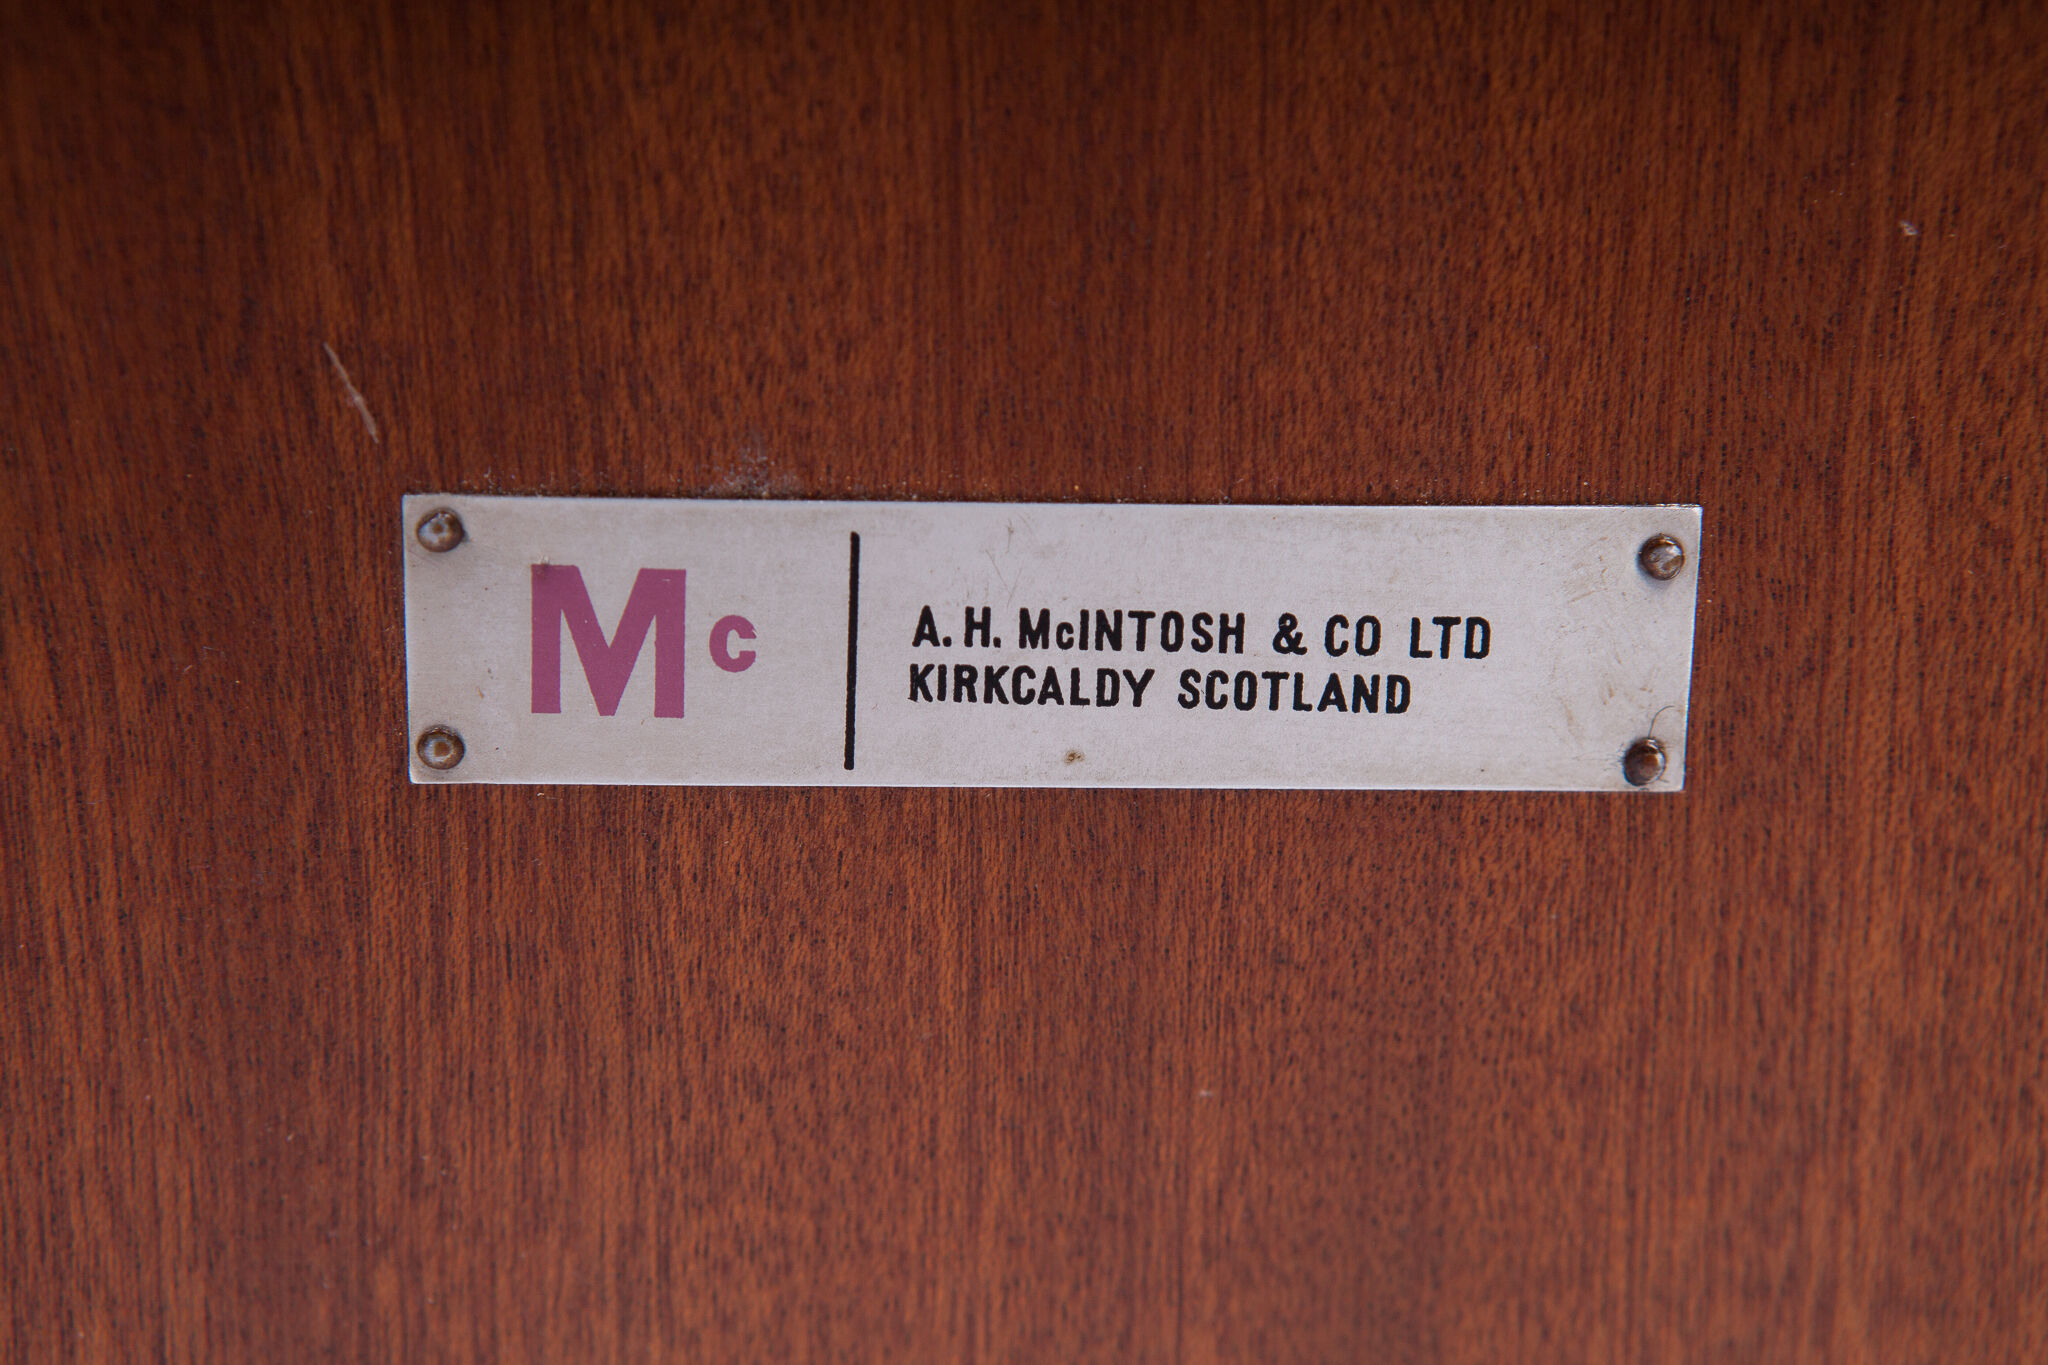 Mc
A. H. McINTOSH & CO LTD
KIRKCALDY SCOTLAND